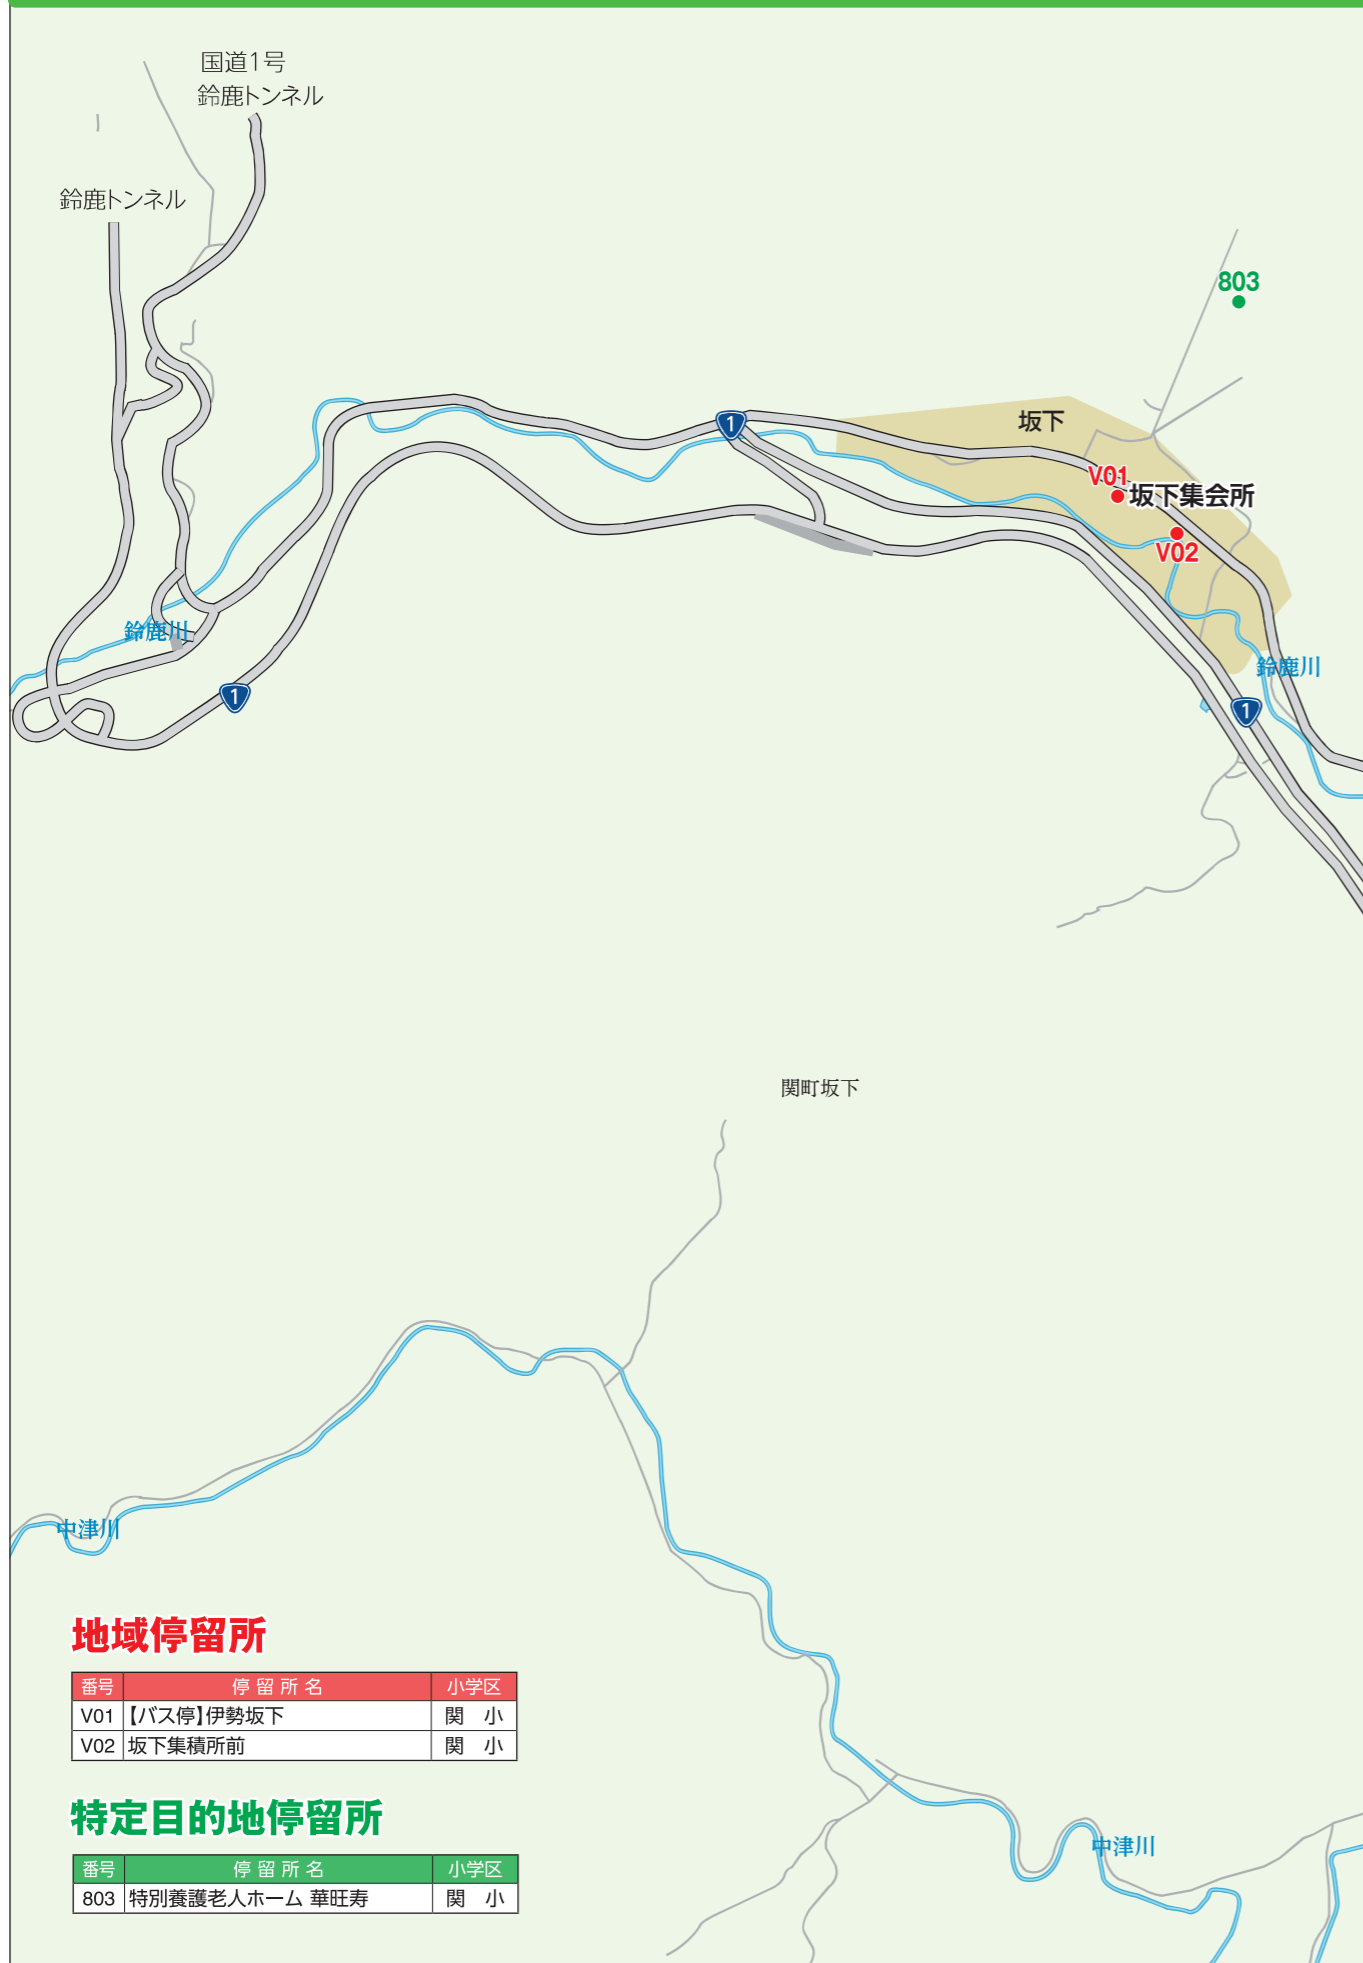 国道1号
鈴鹿トンネル
鈴鹿トンネル
803
1
坂下
V01
坂下集会所
V02
鈴鹿川
鈴鹿川
1
1
関町坂下
中津川
地域停留所
番号 停留所名 小学区
V01 【バス停】伊勢坂下 関 小
V02 坂下集積所前 関 小
特定目的地停留所
番号 停留所名 小学区
803 特別養護老人ホーム 華旺寿 関 小
中津川